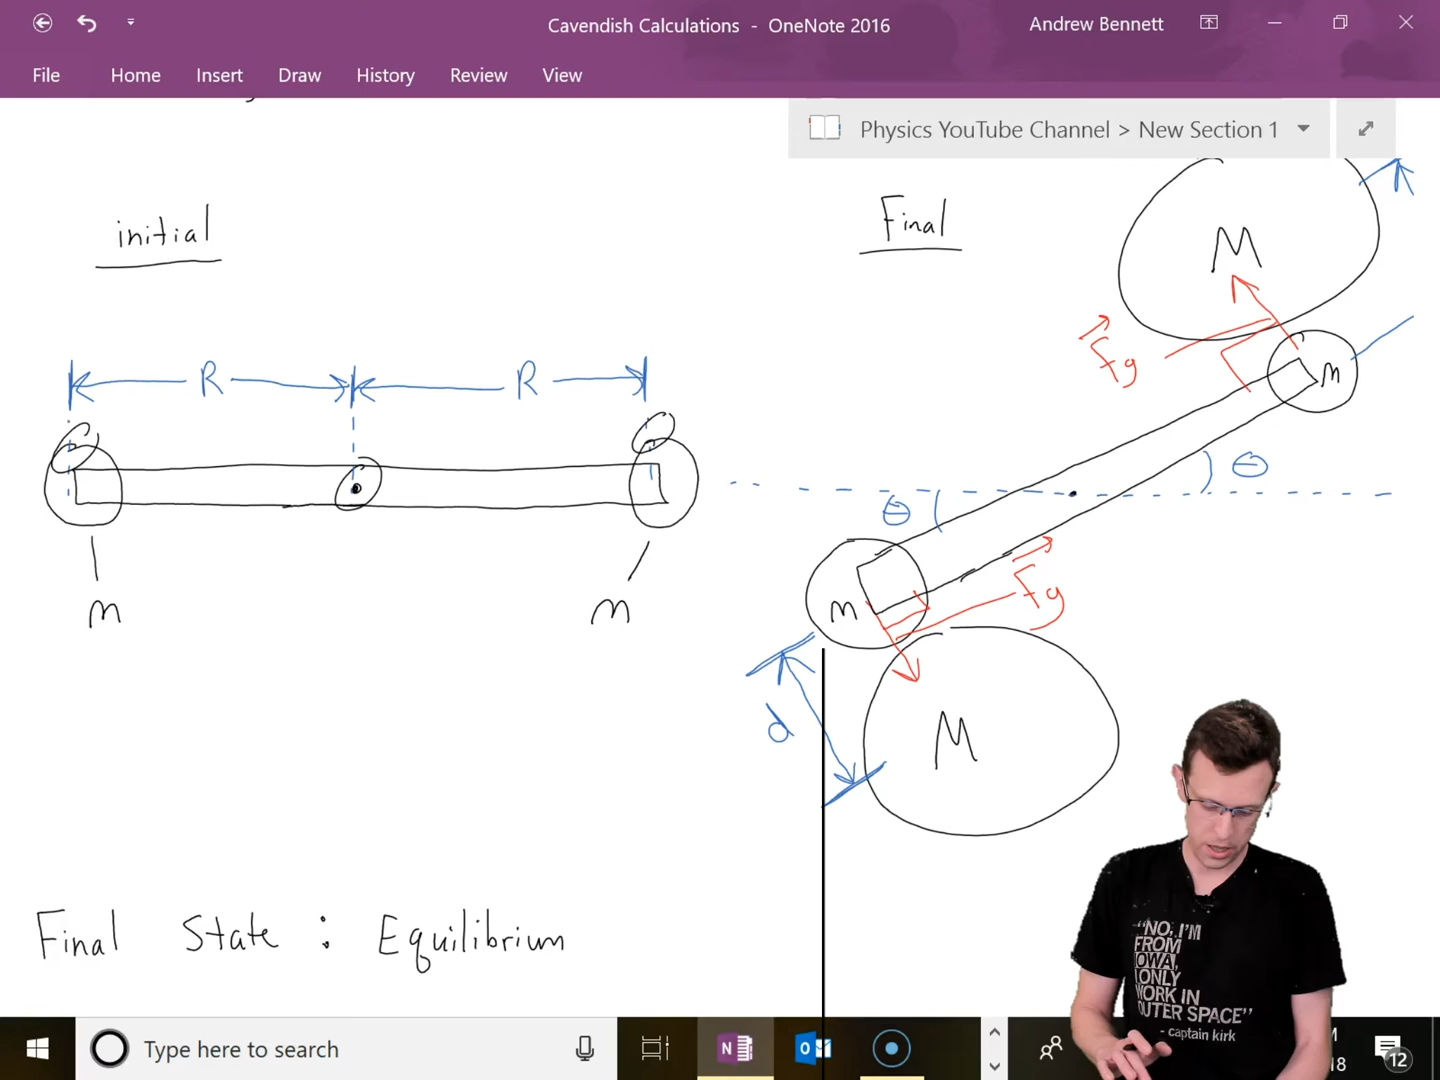 Cavendish Calculations - OneNote 2016
Andrew Bennett
File Home Insert Draw History Review View
Physics YouTube Channel > New Section 1
initial
Final
M
R
R
Fg
m
θ
θ
Fg
m
m
m
d
M
Final State : Equilibrium
"NO, I'M
FROM
IOWA,
I ONLY
WORK IN
OUTER SPACE"
- captain kirk
Type here to search
N
O
M
18
12